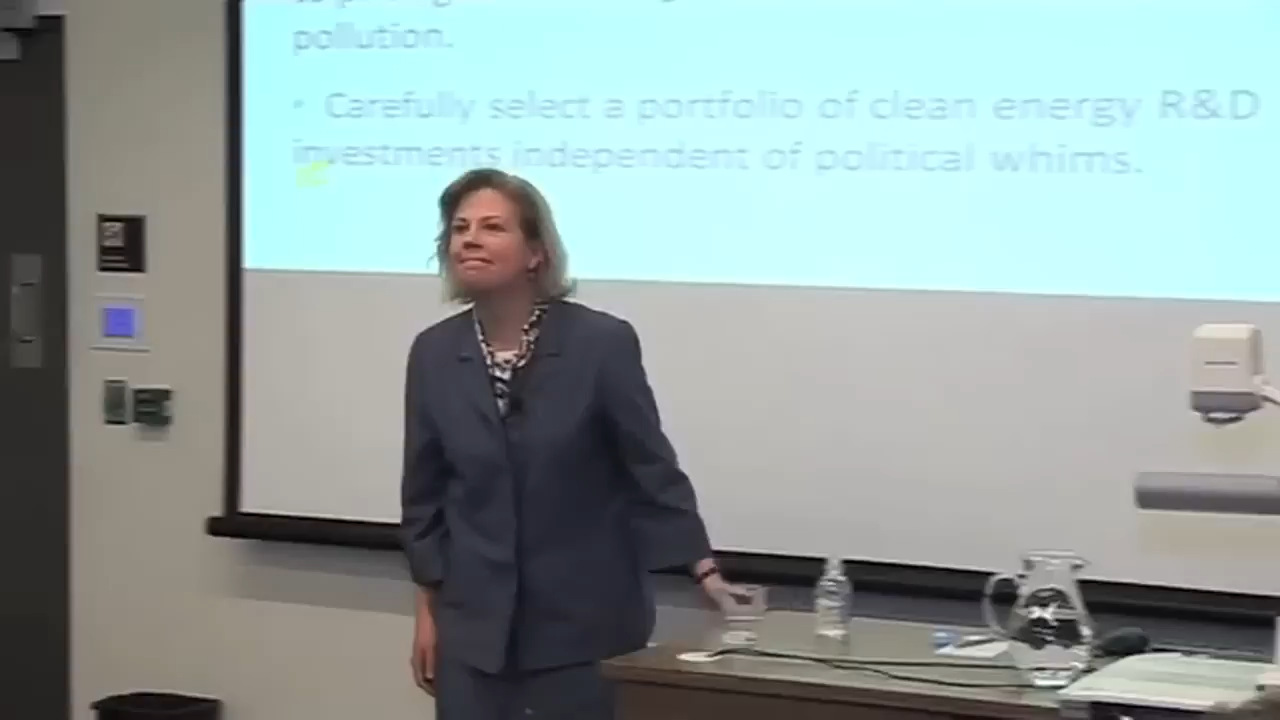 pollution.
• Carefully select a portfolio of clean energy R&D
investments independent of political whims.